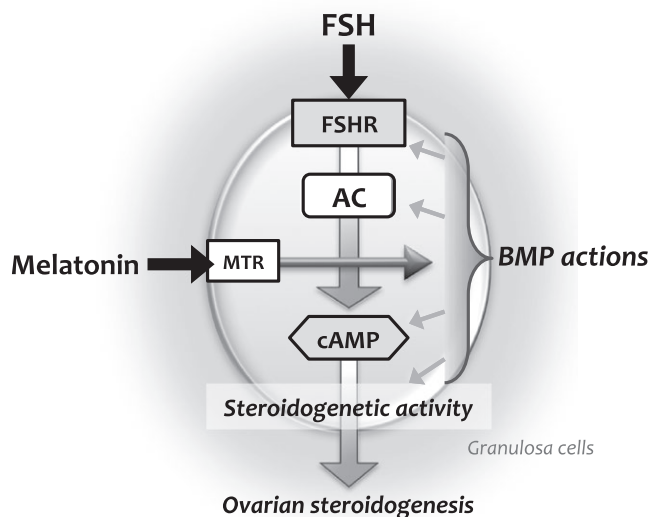 FSH
FSHR
AC
Melatonin
MTR
BMP actions
cAMP
Steroidogenetic activity
Granulosa cells
Ovarian steroidogenesis